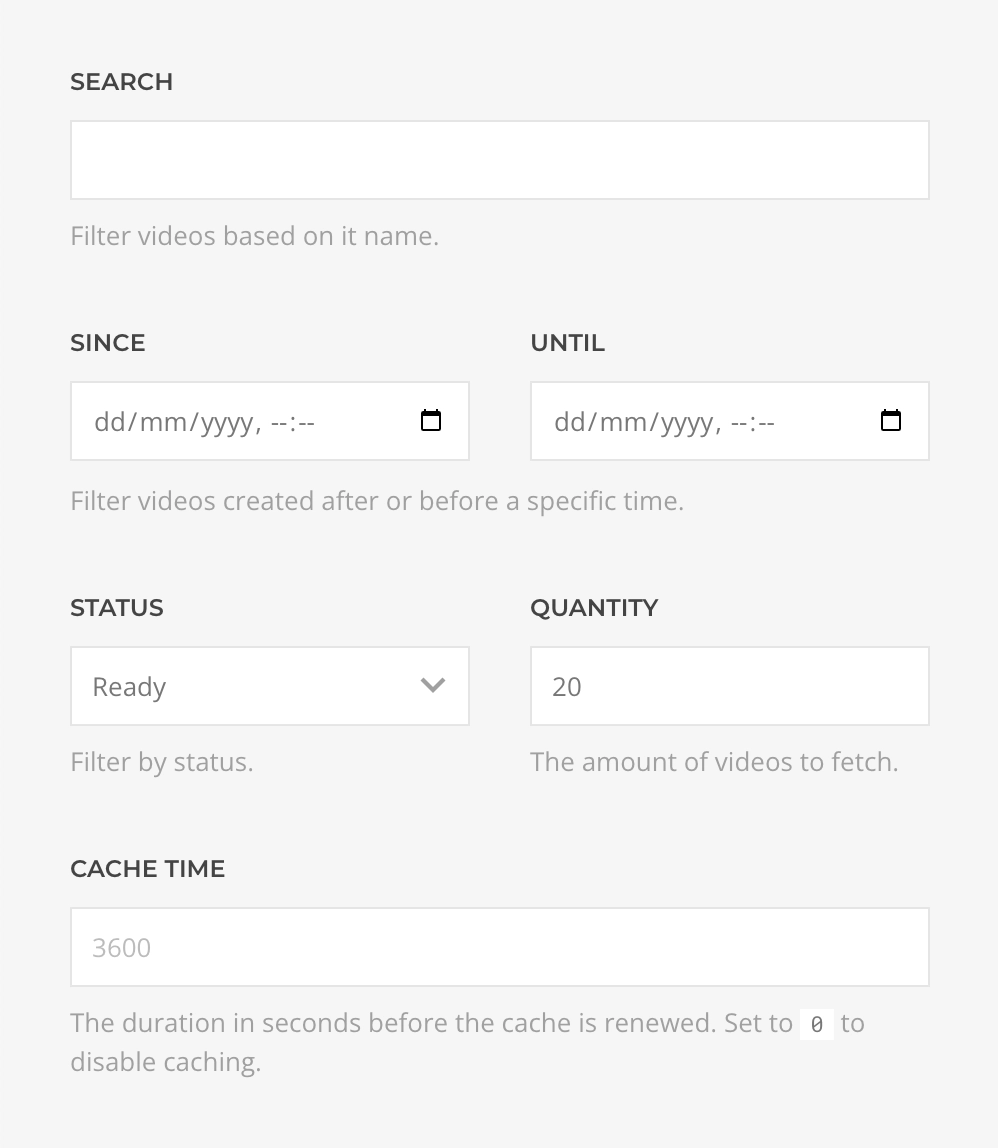 SEARCH
Filter videos based on it name.
SINCE
UNTIL
dd/mm/yyyy, --:--
dd/mm/yyyy, --:--
Filter videos created after or before a specific time.
STATUS
QUANTITY
Ready
20
Filter by status.
The amount of videos to fetch.
CACHE TIME
3600
The duration in seconds before the cache is renewed. Set to 0 to
disable caching.